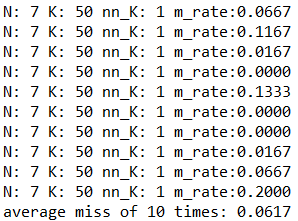 N: 7 K: 50 nn_K: 1 m_rate:0.0667
N: 7 K: 50 nn_K: 1 m_rate:0.1167
N: 7 K: 50 nn_K: 1 m_rate:0.0167
N: 7 K: 50 nn_K: 1 m_rate:0.0000
N: 7 K: 50 nn_K: 1 m_rate:0.1333
N: 7 K: 50 nn_K: 1 m_rate:0.0000
N: 7 K: 50 nn_K: 1 m_rate:0.0000
N: 7 K: 50 nn_K: 1 m_rate:0.0167
N: 7 K: 50 nn_K: 1 m_rate:0.0667
N: 7 K: 50 nn_K: 1 m_rate:0.2000
average miss of 10 times: 0.0617